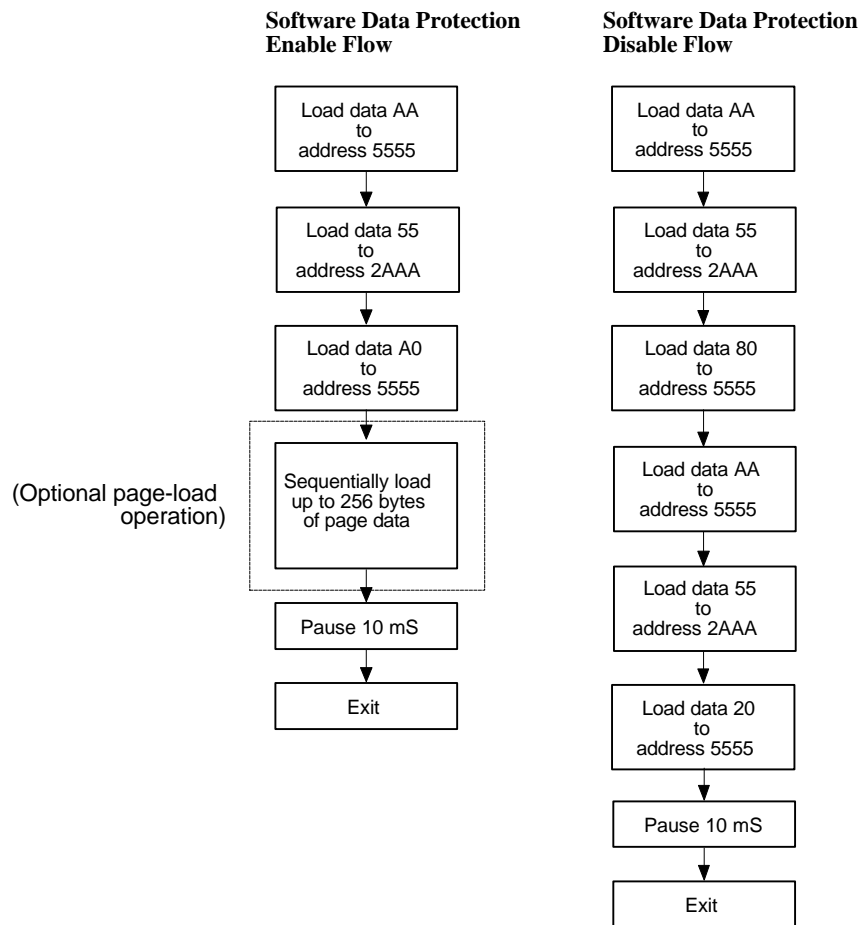 Software Data Protection
Enable Flow
Load data AA
to
address 5555
Load data 55
to
address 2AAA
Load data A0
to
address 5555
(Optional page-load
operation)
Sequentially load
up to 256 bytes
of page data
Pause 10 mS
Exit
Software Data Protection
Disable Flow
Load data AA
to
address 5555
Load data 55
to
address 2AAA
Load data 80
to
address 5555
Load data AA
to
address 5555
Load data 55
to
address 2AAA
Load data 20
to
address 5555
Pause 10 mS
Exit